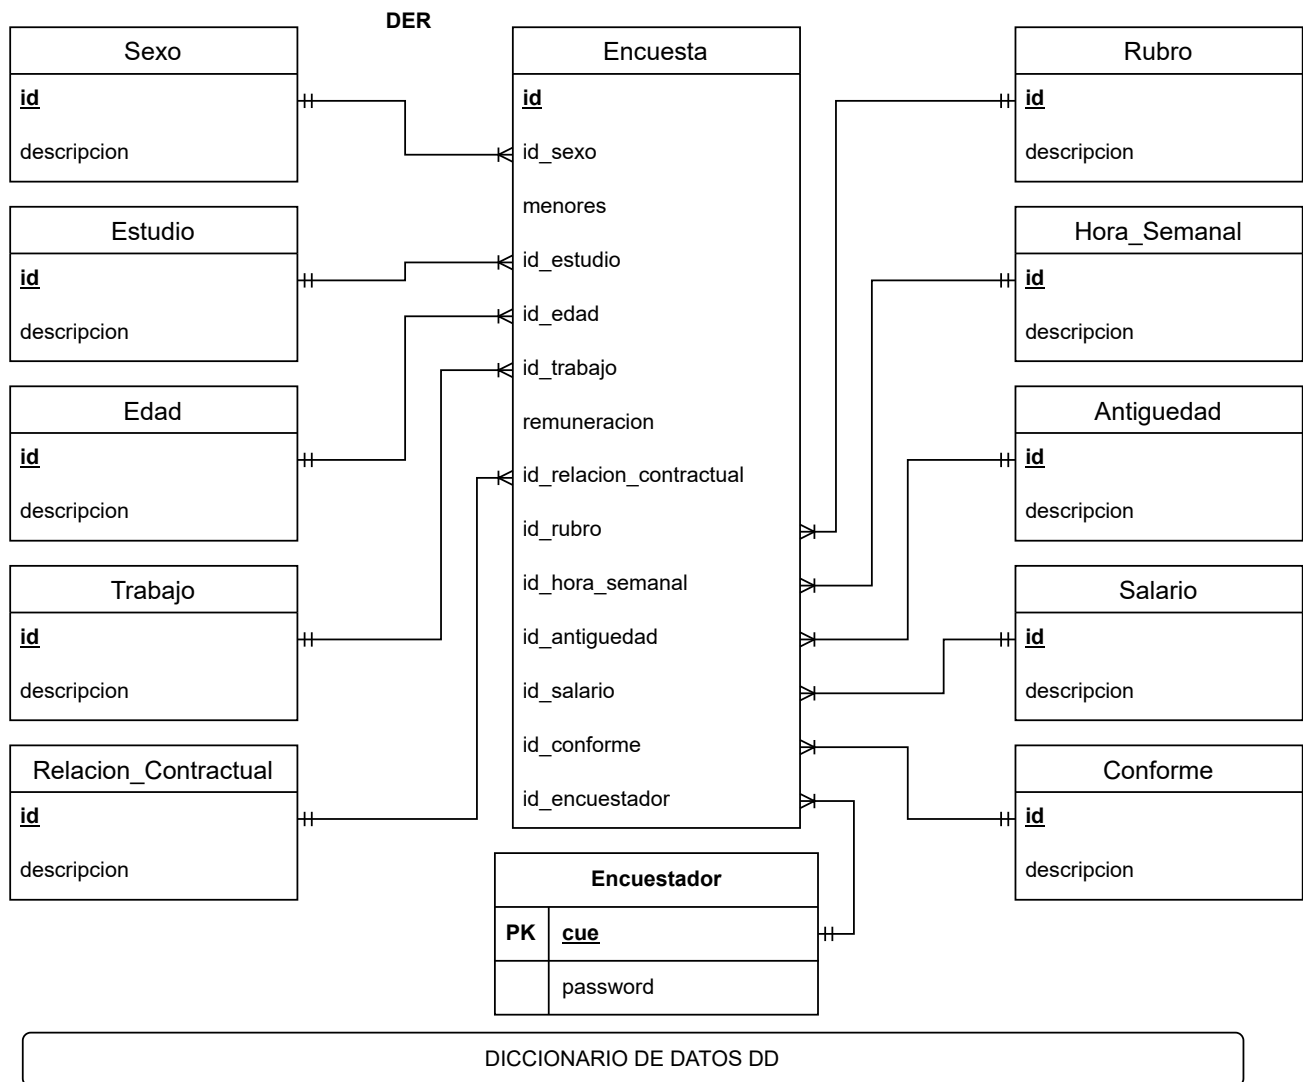 DER
Sexo
id
descripcion
Estudio
id
descripcion
Edad
id
descripcion
Trabajo
id
descripcion
Relacion_Contractual
id
descripcion
Encuesta
id
id_sexo
menores
id_estudio
id_edad
id_trabajo
remuneracion
id_relacion_contractual
id_rubro
id_hora_semanal
id_antiguedad
id_salario
id_conforme
id_encuestador
Encuestador
PK cue
password
Rubro
id
descripcion
Hora_Semanal
id
descripcion
Antiguedad
id
descripcion
Salario
id
descripcion
Conforme
id
descripcion
DICCIONARIO DE DATOS DD